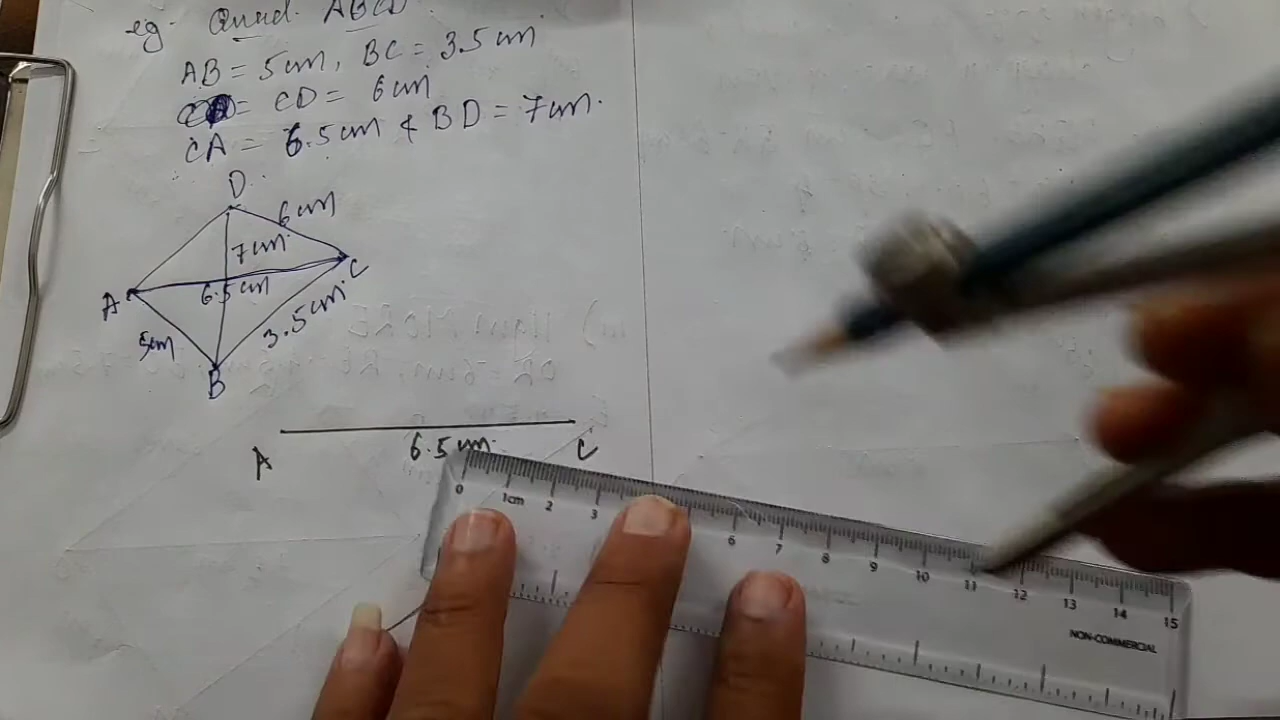 eg- Quad. ABCD.
AB = 5cm, BC = 3.5cm
= CD = 6cm
CA = 6.5cm & BD = 7cm.
D
6cm
7cm
A
6.5cm
C
5cm
3.5cm
B
A
6.5cm
C
0 1cm 2 3 6 7 8 9 10 11 12 13 14 15
NON-COMMERCIAL